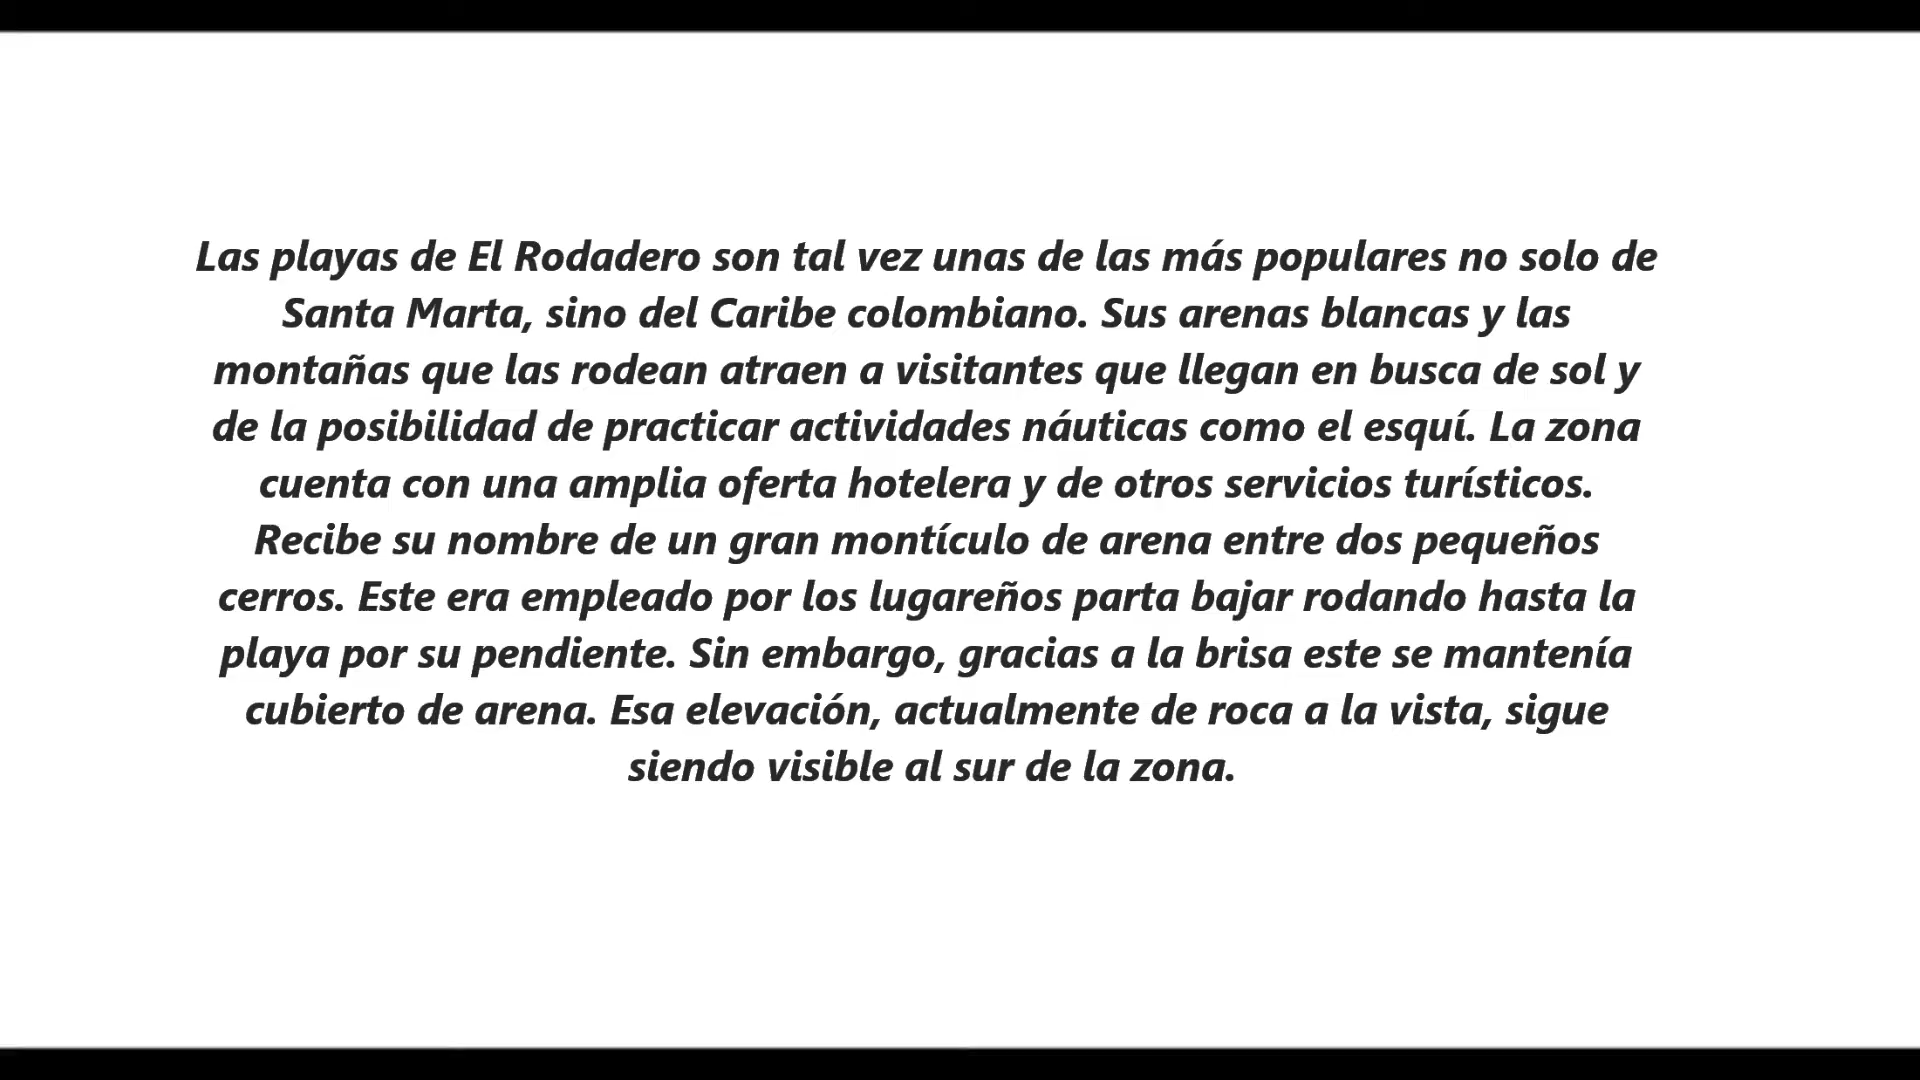 Las playas de El Rodadero son tal vez unas de las más populares no solo de
Santa Marta, sino del Caribe colombiano. Sus arenas blancas y las
montañas que las rodean atraen a visitantes que llegan en busca de sol y
de la posibilidad de practicar actividades náuticas como el esquí. La zona
cuenta con una amplia oferta hotelera y de otros servicios turísticos.
Recibe su nombre de un gran montículo de arena entre dos pequeños
cerros. Este era empleado por los lugareños parta bajar rodando hasta la
playa por su pendiente. Sin embargo, gracias a la brisa este se mantenía
cubierto de arena. Esa elevación, actualmente de roca a la vista, sigue
siendo visible al sur de la zona.